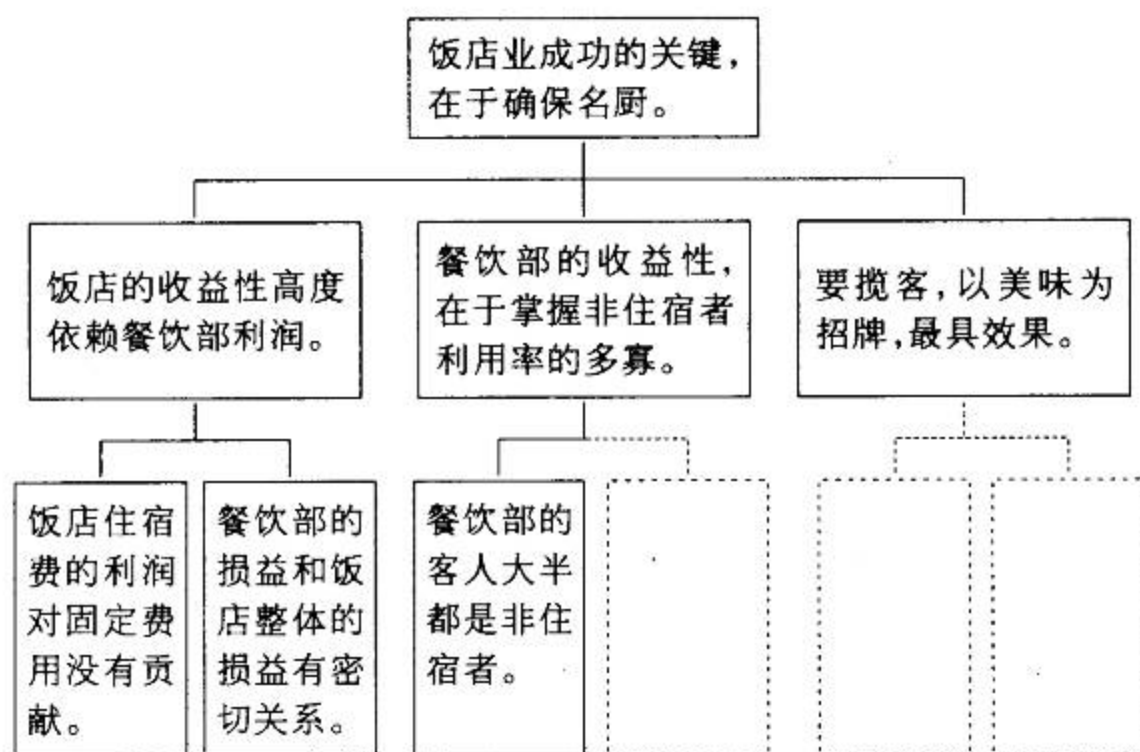 饭店业成功的关键，
在于确保名厨。
饭店的收益性高度
依赖餐饮部利润。
餐饮部的收益性，
在于掌握非住宿者
利用率的多寡。
要揽客，以美味为
招牌，最具效果。
饭店住宿
费的利润
对固定费
用没有贡
献。
餐饮部的
损益和饭
店整体的
损益有密
切关系。
餐饮部的
客人大半
都是非住
宿者。